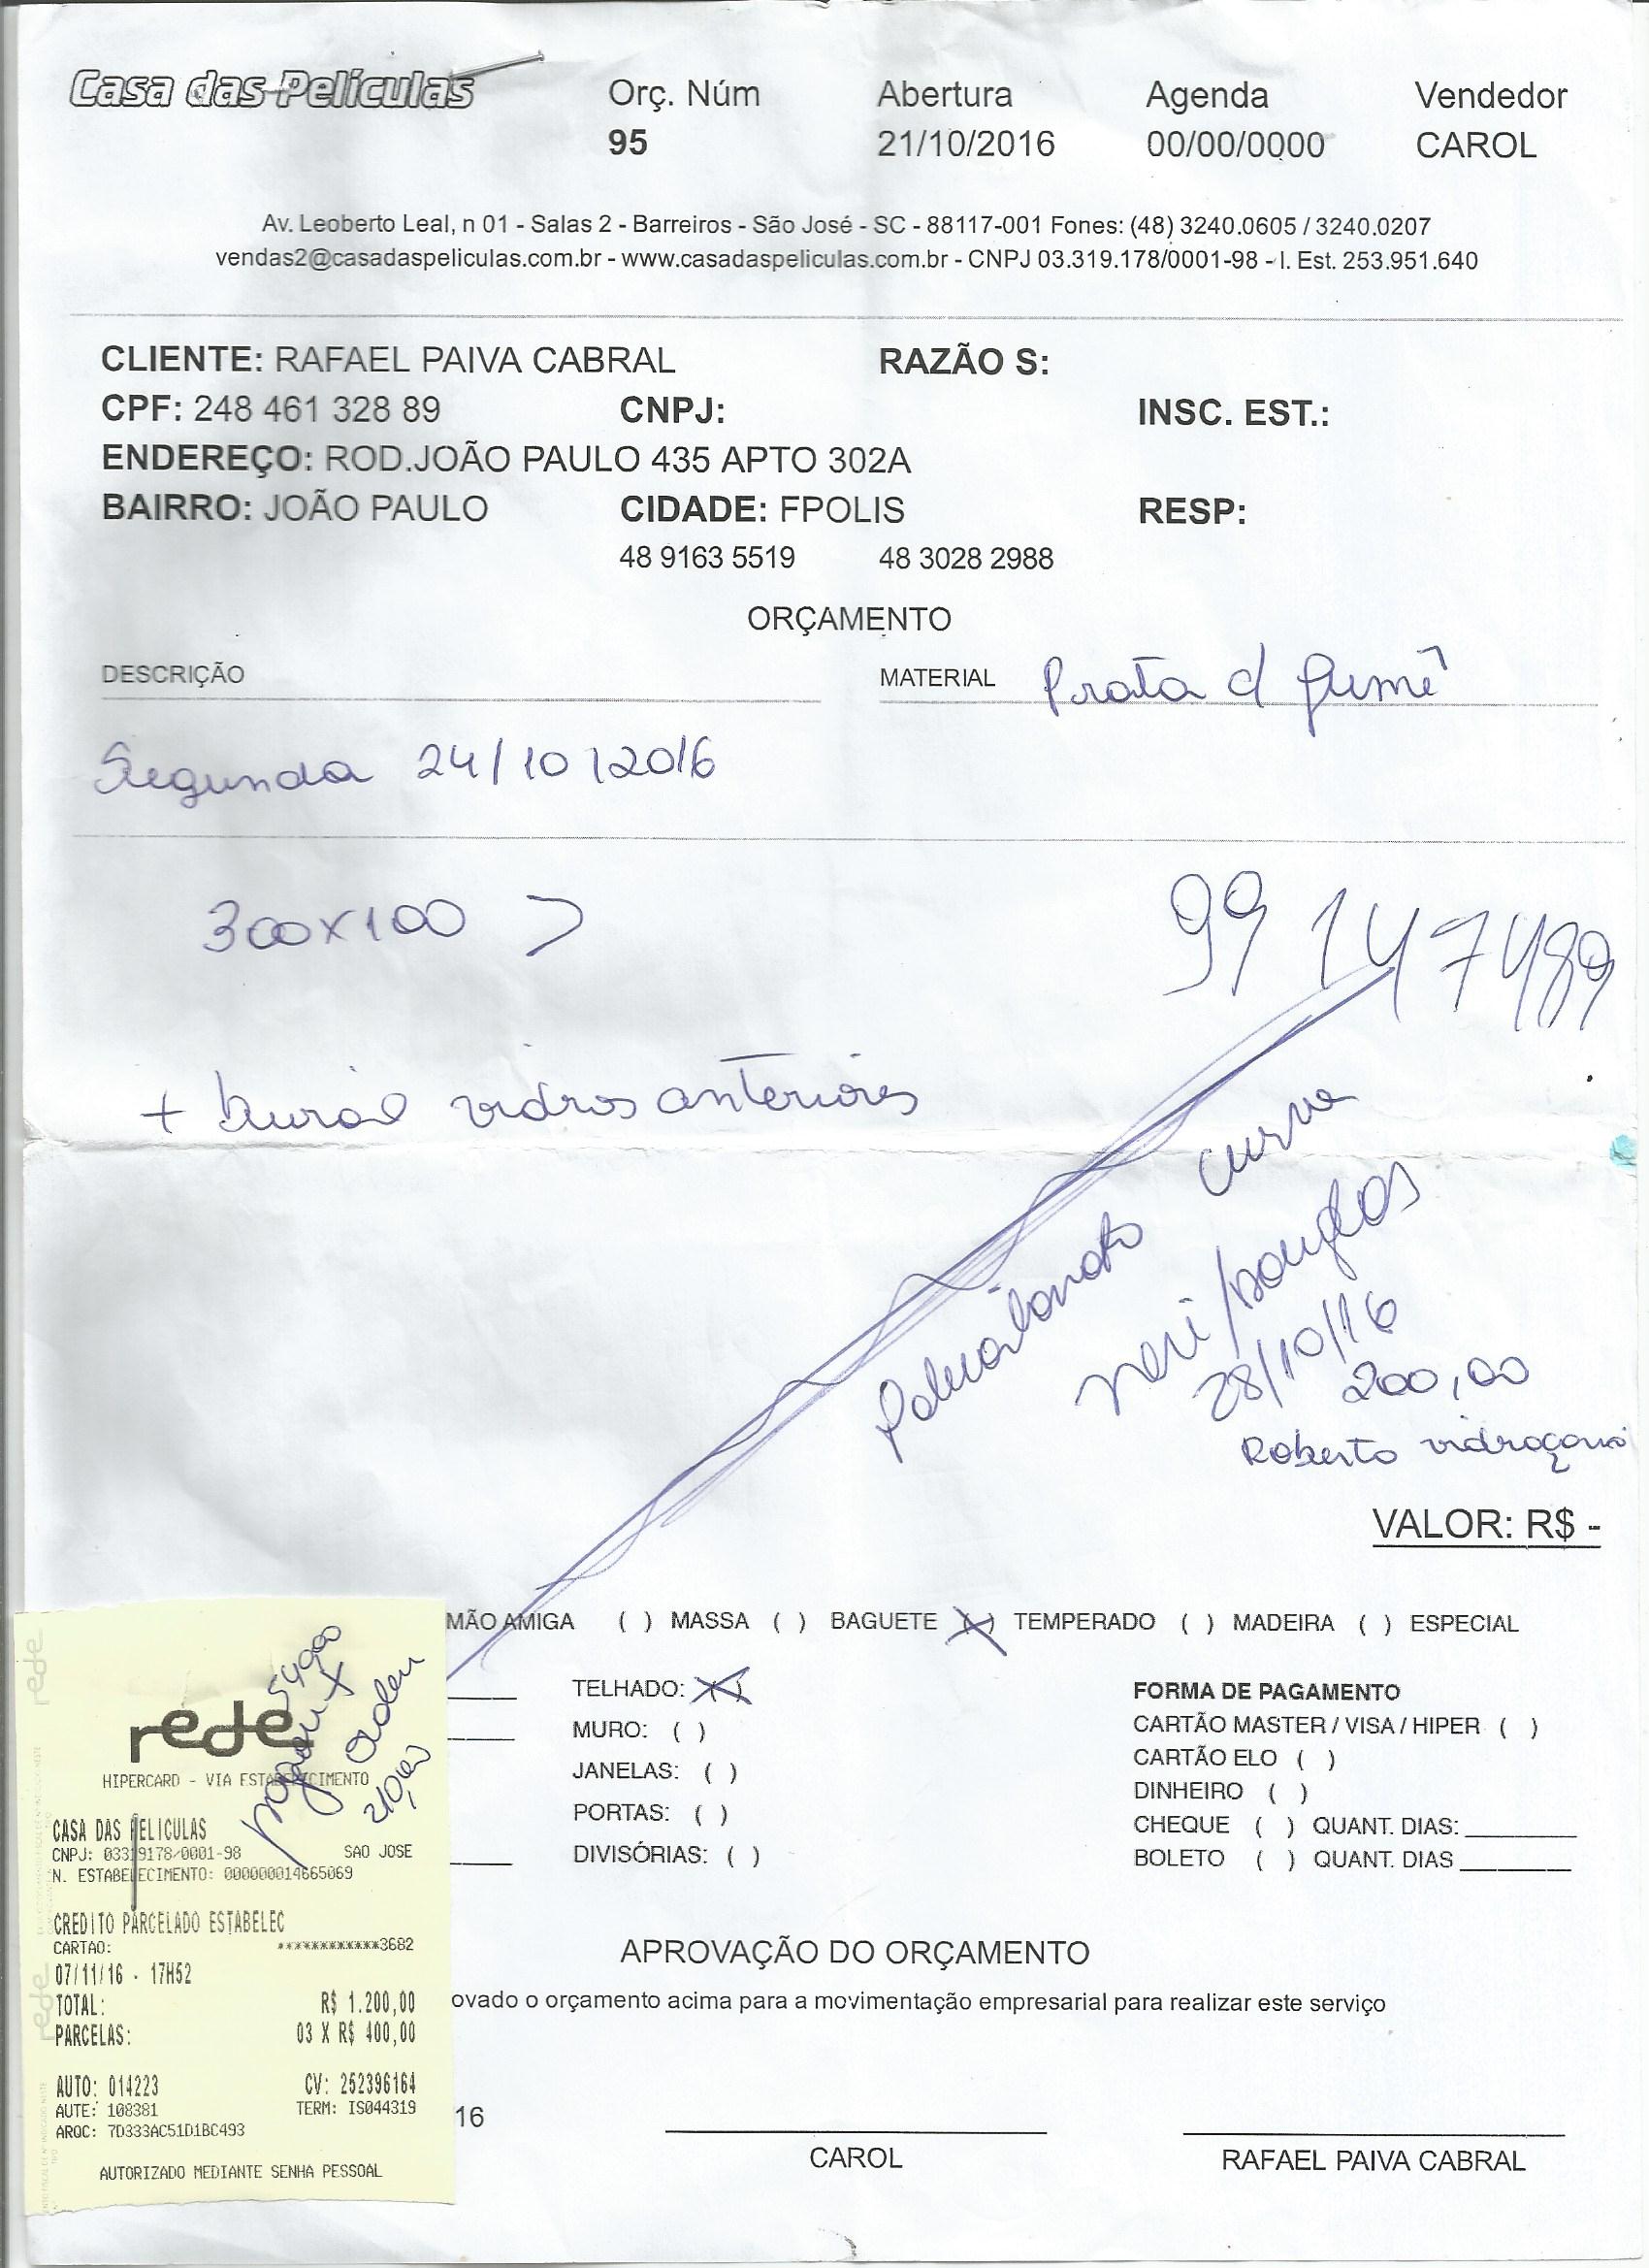 Casa das Películas
Orç. Núm Abertura Agenda Vendedor
95 21/10/2016 00/00/0000 CAROL
Av. Leoberto Leal, n 01 - Salas 2 - Barreiros - São José - SC - 88117-001 Fones: (48) 3240.0605 / 3240.0207
vendas2@casadaspeliculas.com.br - www.casadaspeliculas.com.br - CNPJ 03.319.178/0001-98 - I. Est. 253.951.640
CLIENTE: RAFAEL PAIVA CABRAL RAZÃO S:
CPF: 248 461 328 89 CNPJ: INSC. EST.:
ENDEREÇO: ROD.JOÃO PAULO 435 APTO 302A
BAIRRO: JOÃO PAULO CIDADE: FPOLIS RESP:
48 9163 5519 48 3028 2988
ORÇAMENTO
DESCRIÇÃO MATERIAL Prata d fumê
Segunda 24/10/2016
300x100 >
99147489
+ vidros anteriores
curva
28/10/16
200,00
Roberto
VALOR: R$ -
MÃO AMIGA ( ) MASSA ( ) BAGUETE (X) TEMPERADO ( ) MADEIRA ( ) ESPECIAL
TELHADO: (X)
MURO: ( )
JANELAS: ( )
PORTAS: ( )
DIVISÓRIAS: ( )
FORMA DE PAGAMENTO
CARTÃO MASTER / VISA / HIPER ( )
CARTÃO ELO ( )
DINHEIRO ( )
CHEQUE ( ) QUANT. DIAS:
BOLETO ( ) QUANT. DIAS
rede
HIPERCARD - VIA ESTABELECIMENTO
CASA DAS PELICULAS
CNPJ: 03319178/0001-98 SAO JOSE
N. ESTABELECIMENTO: 000000014665069
CREDITO PARCELADO ESTABELEC
CARTAO: ************3682
07/11/16 - 17H52
TOTAL: R$ 1.200,00
PARCELAS: 03 X R$ 400,00
AUTO: 014223 CV: 252396164
AUTE: 108381 TERM: IS044319
ARQC: 7D333AC51D1BC493
AUTORIZADO MEDIANTE SENHA PESSOAL
APROVAÇÃO DO ORÇAMENTO
ovado o orçamento acima para a movimentação empresarial para realizar este serviço
16
CAROL RAFAEL PAIVA CABRAL